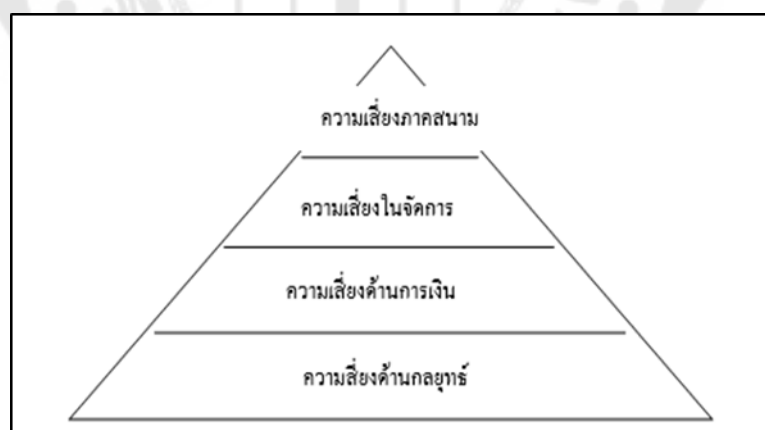 ความเสี่ยงภาคสนาม
ความเสี่ยงในจัดการ
ความเสี่ยงด้านการเงิน
ความสี่ยงด้านกลยุทธ์